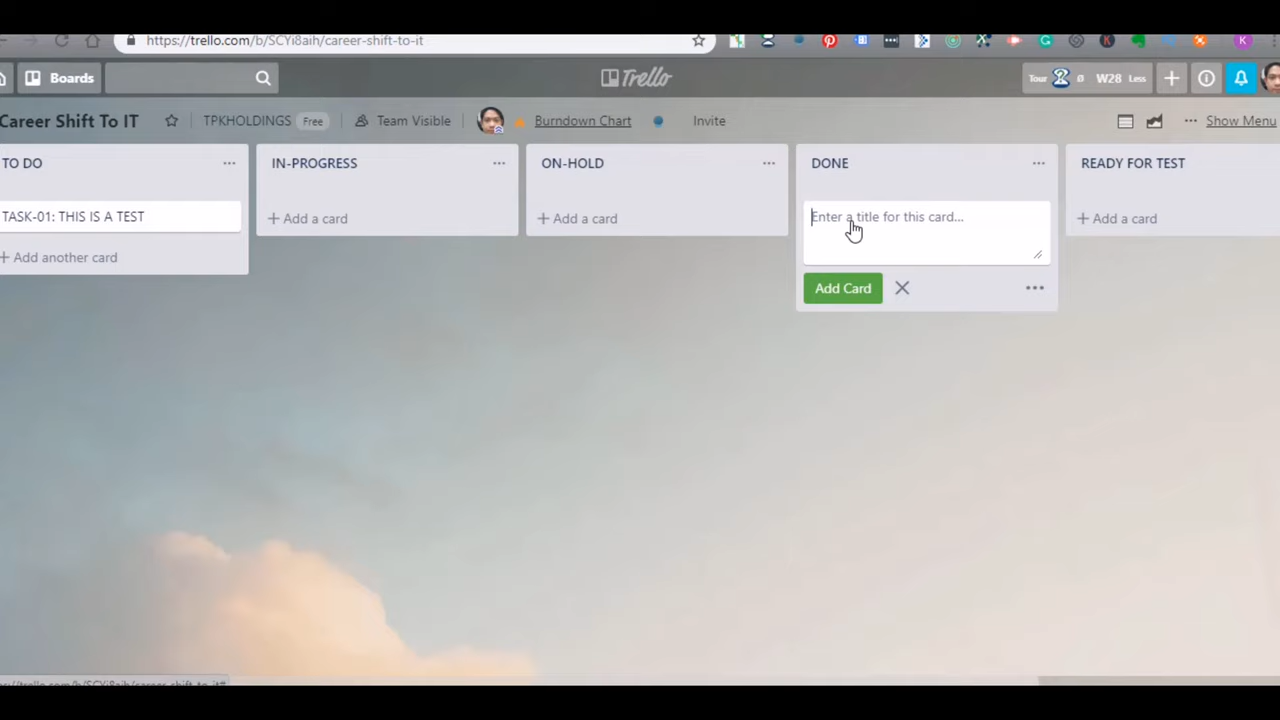 https://trello.com/b/SCYi8aih/career-shift-to-it
Boards
Trello
Tour
W28 Less
Career Shift To IT
TPKHOLDINGS Free
Team Visible
Burndown Chart
Invite
Show Menu
TO DO
TASK-01: THIS IS A TEST
+ Add another card
IN-PROGRESS
+ Add a card
ON-HOLD
+ Add a card
DONE
Enter a title for this card...
Add Card
READY FOR TEST
+ Add a card